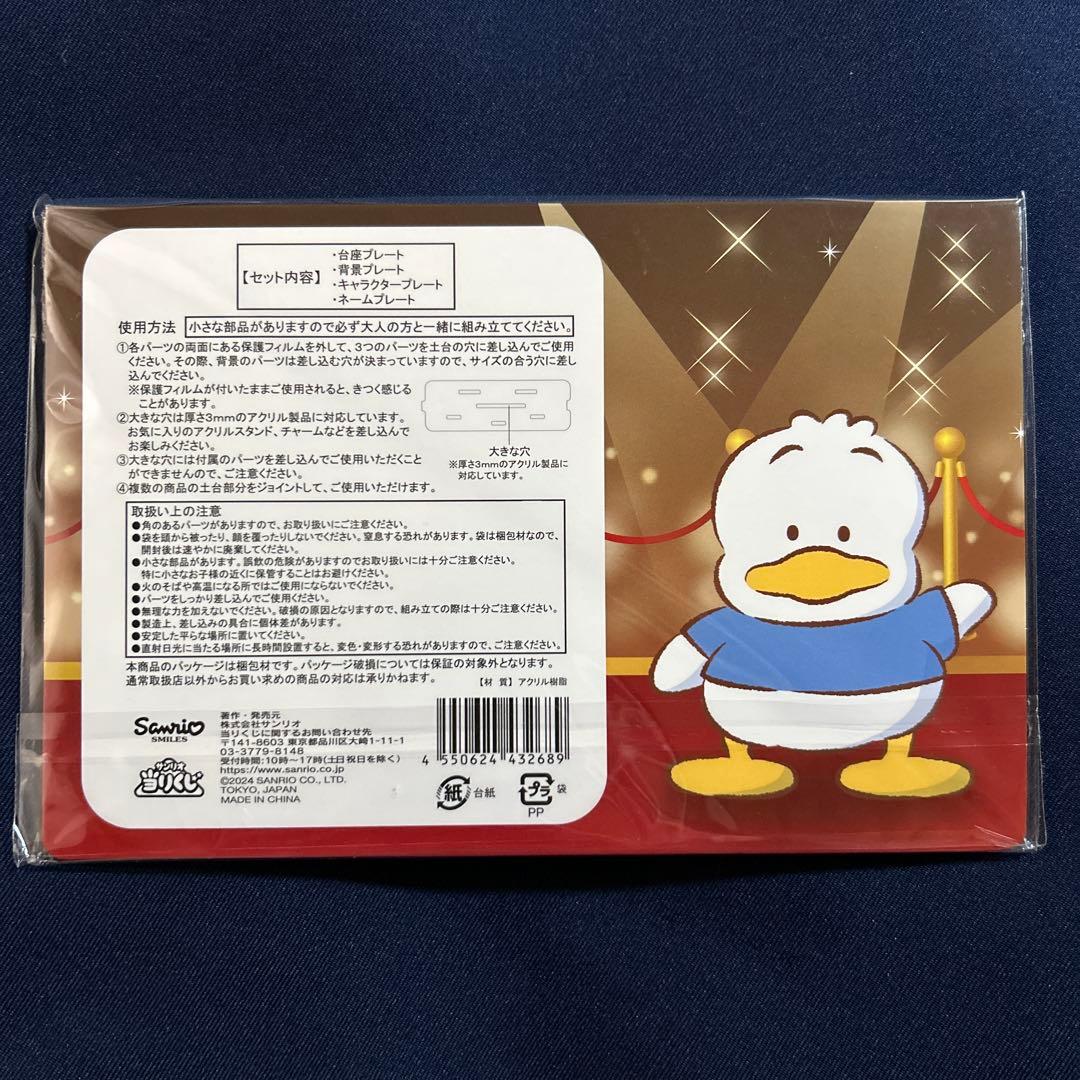 【セット内容】
・台座プレート
・背景プレート
・キャラクタープレート
・ネームプレート
使用方法 小さな部品がありますので必ず大人の方と一緒に組み立ててください。
①各パーツの両面にある保護フィルムを外して、3つのパーツを土台の穴に差し込んでご使用
ください。その際、背景のパーツは差し込む穴が決まっていますので、サイズの合う穴に差し
込んでください。
※保護フィルムが付いたままご使用されると、きつく感じる
ことがあります。
②大きな穴は厚さ3mmのアクリル製品に対応しています。
お気に入りのアクリルスタンド、チャームなどを差し込んで
お楽しみください。
③大きな穴には付属のパーツを差し込んでご使用いただくこと
ができませんので、ご注意ください。
④複数の商品の土台部分をジョイントして、ご使用いただけます。
大きな穴
※厚さ3mmのアクリル製品に
対応しています。
取扱い上の注意
●角のあるパーツがありますので、お取り扱いにご注意ください。
●袋を頭から被ったり、顔を覆ったりしないでください。窒息する恐れがあります。袋は梱包材なので、
開封後は速やかに廃棄してください。
●小さな部品があります。誤飲の危険がありますのでお取り扱いには十分ご注意ください。
特に小さなお子様の近くに保管することはお避けください。
●火のそばや高温になる所ではご使用にならないでください。
●パーツをしっかり差し込んでご使用ください。
●無理な力を加えないでください。破損の原因となりますので、組み立ての際は十分ご注意ください。
●製造上、差し込みの具合に個体差があります。
●安定した平らな場所に置いてください。
●直射日光に当たる場所に長時間設置すると、変色・変形する恐れがありますので、ご注意ください。
本商品のパッケージは梱包材です。パッケージ破損については保証の対象外となります。
通常取扱店以外からお買い求めの商品の対応は承りかねます。
【材 質】アクリル樹脂
Sanrio
SMILES
サンリオ
当りくじ
著作・発売元
株式会社サンリオ
当りくじに関するお問い合わせ先
〒141-8603 東京都品川区大崎1-11-1
03-3779-8148
受付時間:10時～17時(土日祝日を除く)
https://www.sanrio.co.jp
©2024 SANRIO CO., LTD.
TOKYO, JAPAN
MADE IN CHINA
4 550624 432689
紙 台紙
プラ 袋
PP